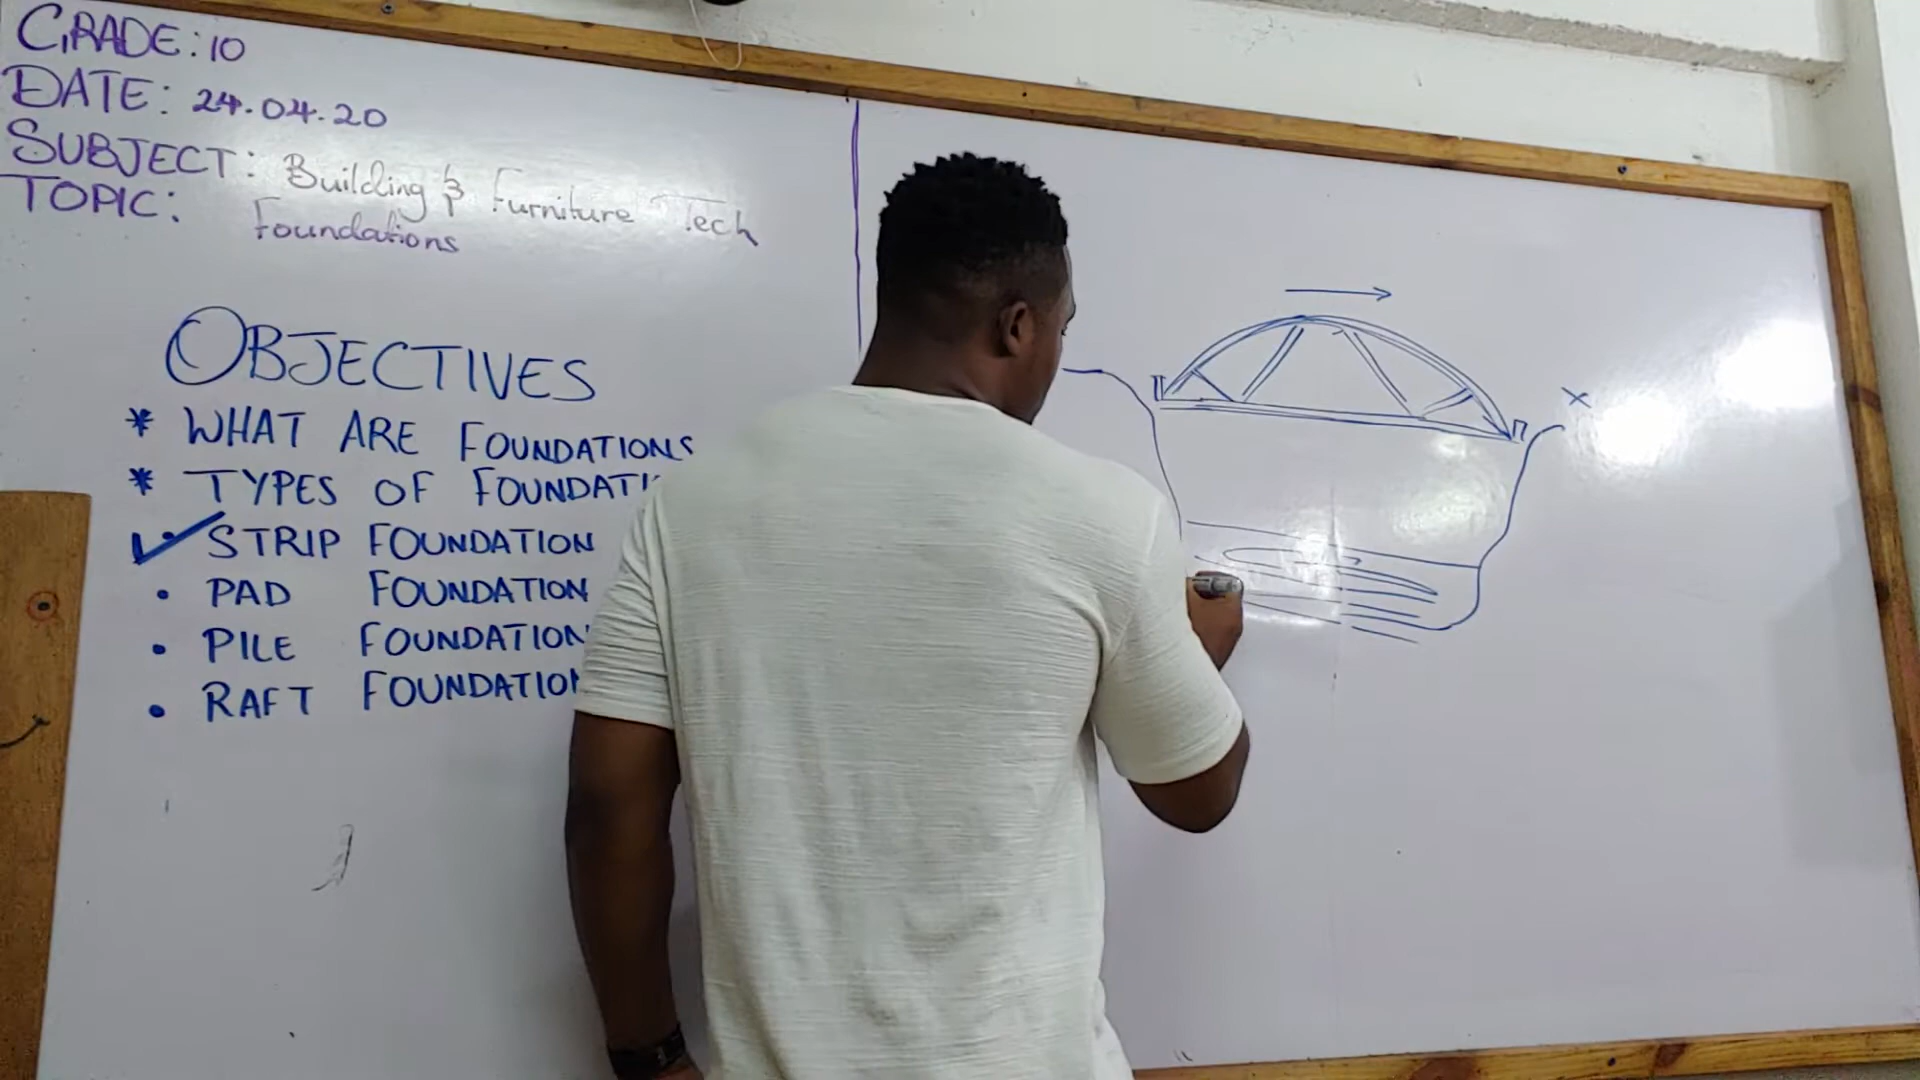 GRADE: 10
DATE: 24.04.20
SUBJECT: Building & Furniture Tech
TOPIC: Foundations
OBJECTIVES
* WHAT ARE FOUNDATIONS
* TYPES OF FOUNDATI
✓ STRIP FOUNDATION
• PAD FOUNDATION
• PILE FOUNDATION
• RAFT FOUNDATION
x